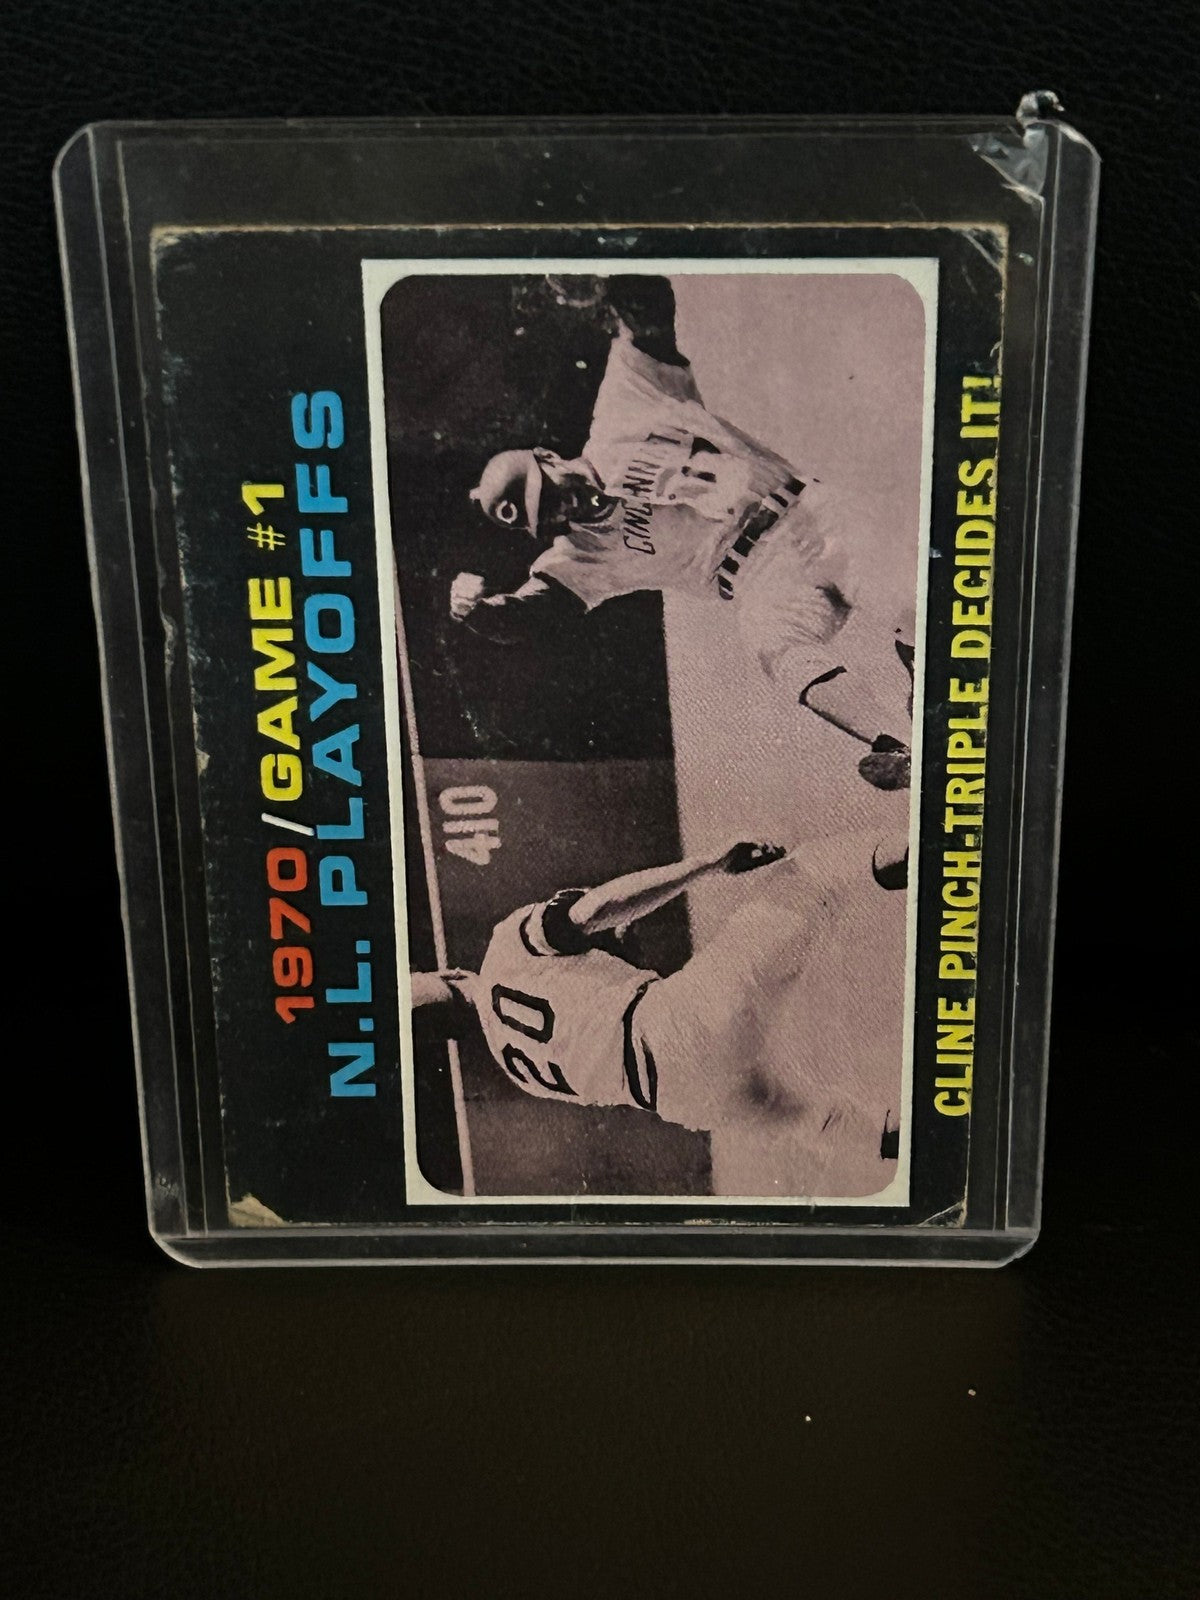 1970/GAME #1
N.L. PLAYOFFS
C
CINCINNATI
410
20
CLINE PINCH-TRIPLE DECIDES IT!